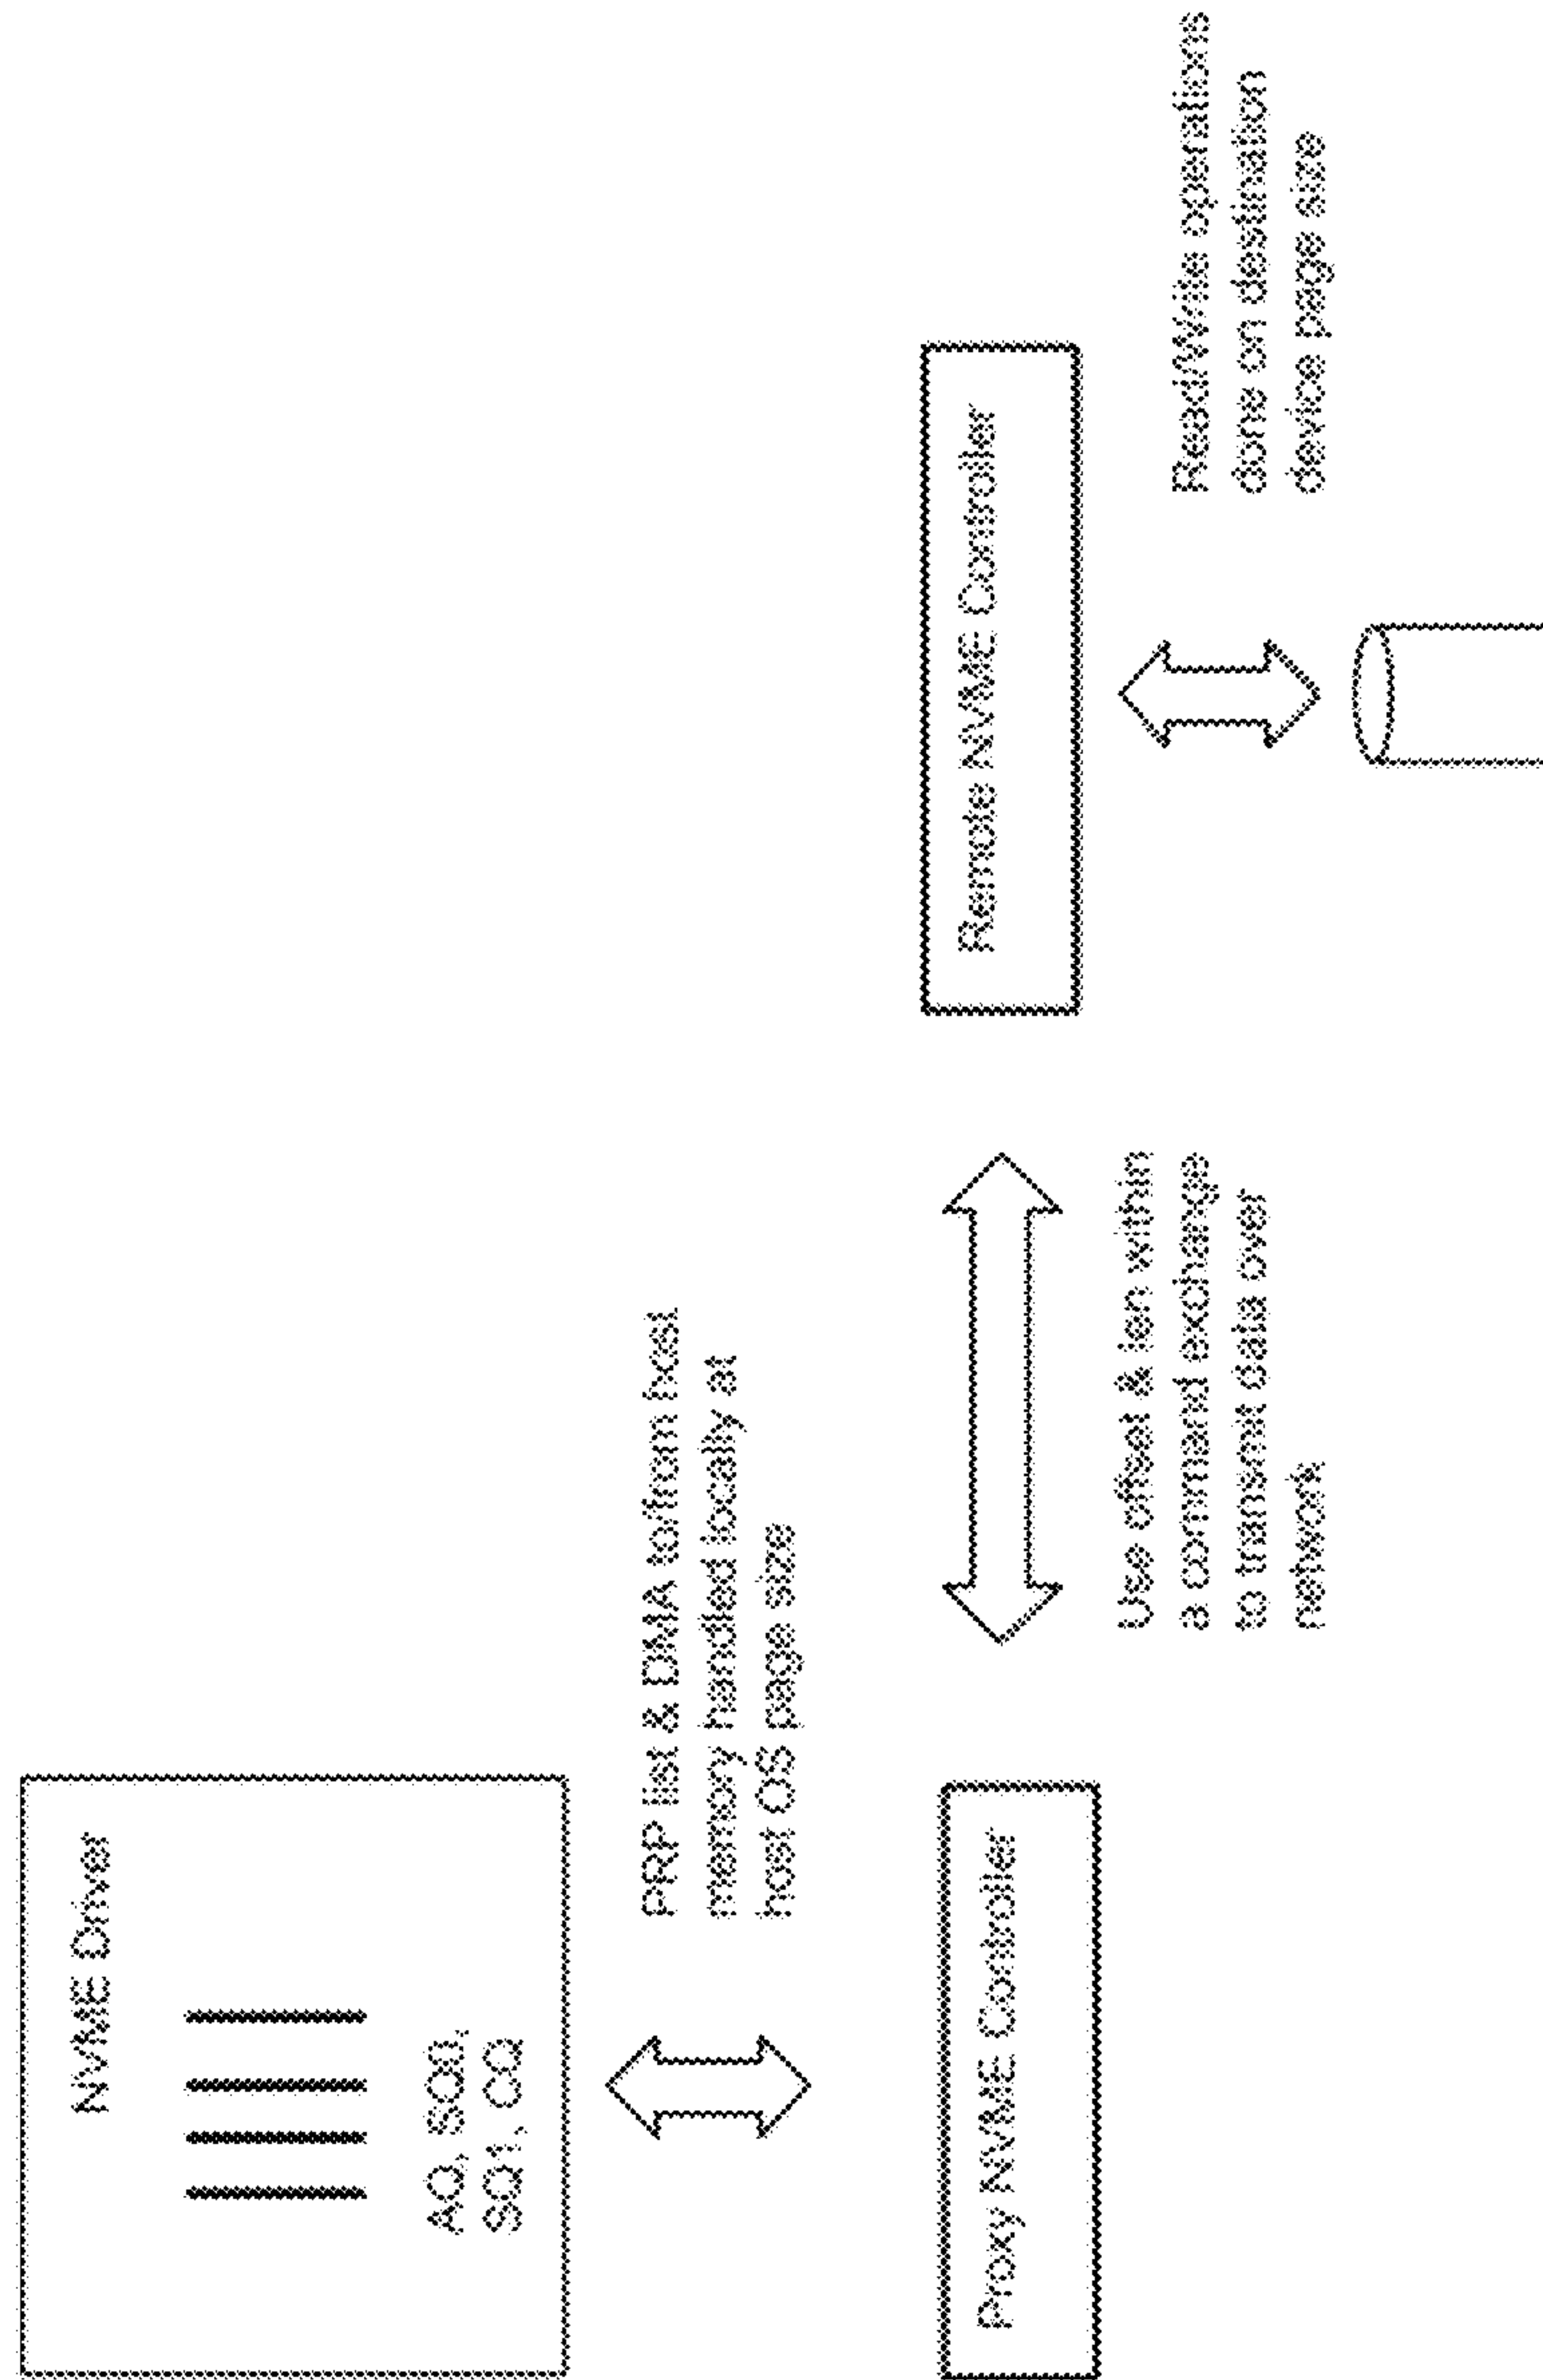 NVME Driver
AQ, SQ0,
SQ1, CQ
PRP list & DMA to/from host
memory handled locally at
host OS page size
Proxy NVME Controller
Use offset & len within
a command exchange
to transmit data over
network
Remote NVME Controller
Read/Write operations
done on destination
device page size